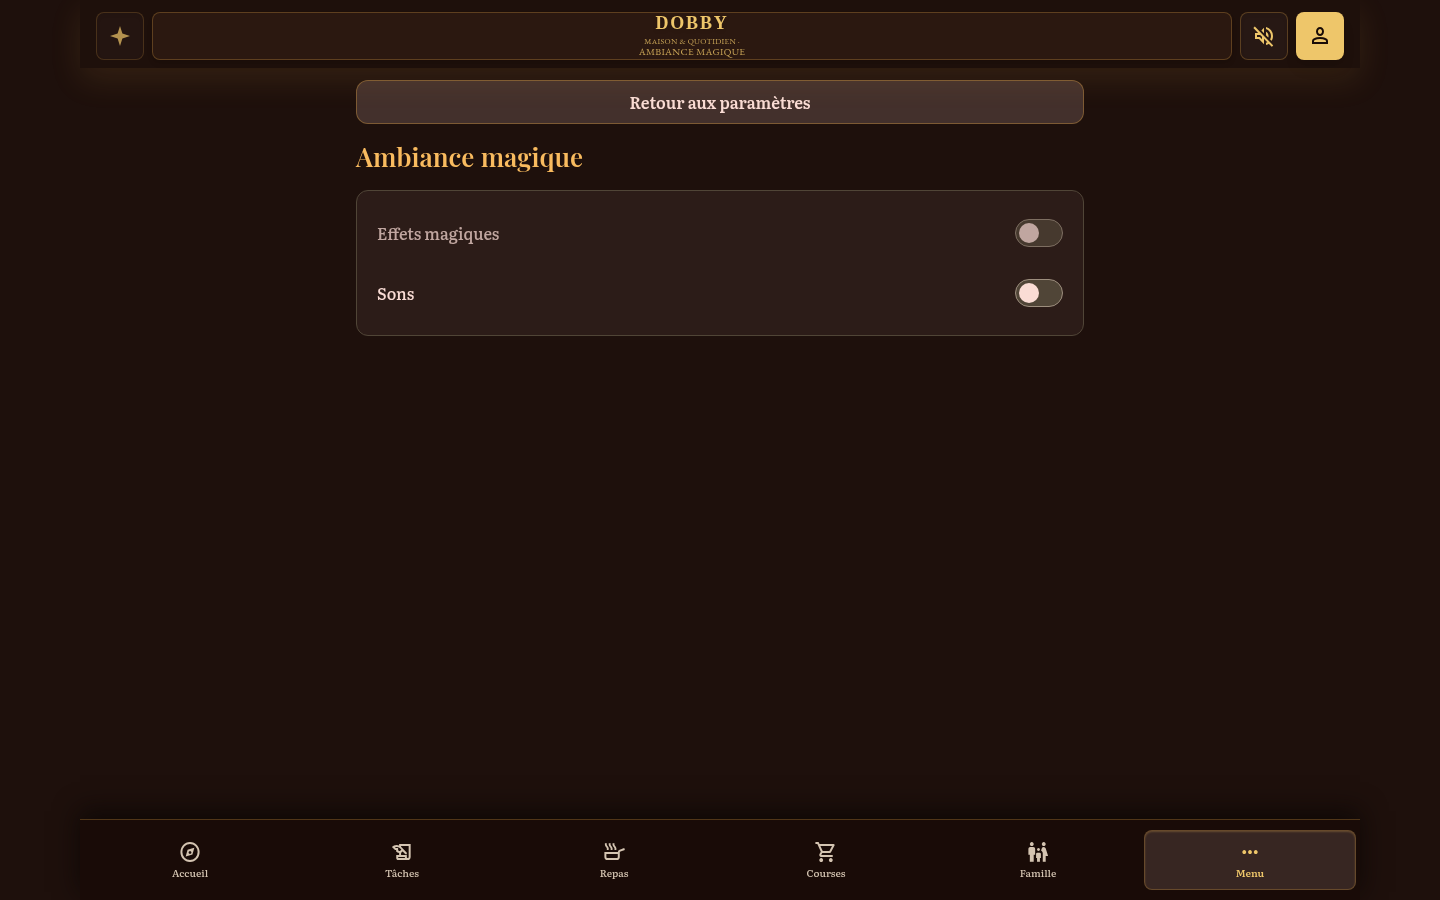 DOBBY
MAISON & QUOTIDIEN ·
AMBIANCE MAGIQUE
Retour aux paramètres
Ambiance magique
Effets magiques
Sons
Accueil
Tâches
Repas
Courses
Famille
Menu